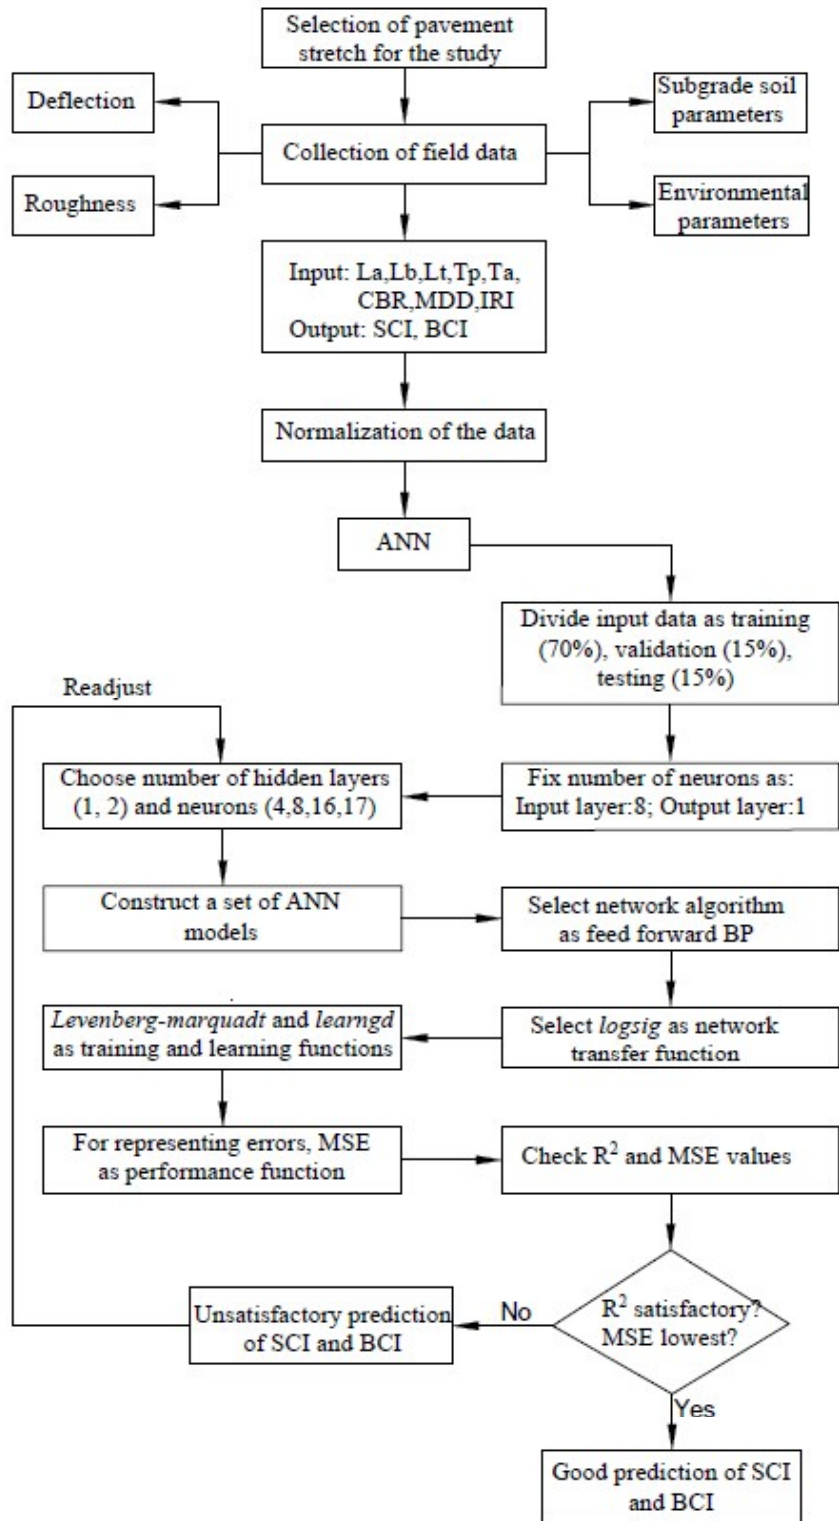 Selection of pavement
stretch for the study
Deflection
Subgrade soil
parameters
Collection of field data
Roughness
Environmental
parameters
Input: La,Lb,Lt,Tp,Ta,
CBR,MDD,IRI
Output: SCI, BCI
Normalization of the data
ANN
Divide input data as training
(70%), validation (15%),
testing (15%)
Readjust
Choose number of hidden layers
(1, 2) and neurons (4,8,16,17)
Fix number of neurons as:
Input layer:8; Output layer:1
Construct a set of ANN
models
Select network algorithm
as feed forward BP
Levenberg-marquadt and learngd
as training and learning functions
Select logsig as network
transfer function
For representing errors, MSE
as performance function
Check R² and MSE values
R² satisfactory?
MSE lowest?
No
Unsatisfactory prediction
of SCI and BCI
Yes
Good prediction of SCI
and BCI